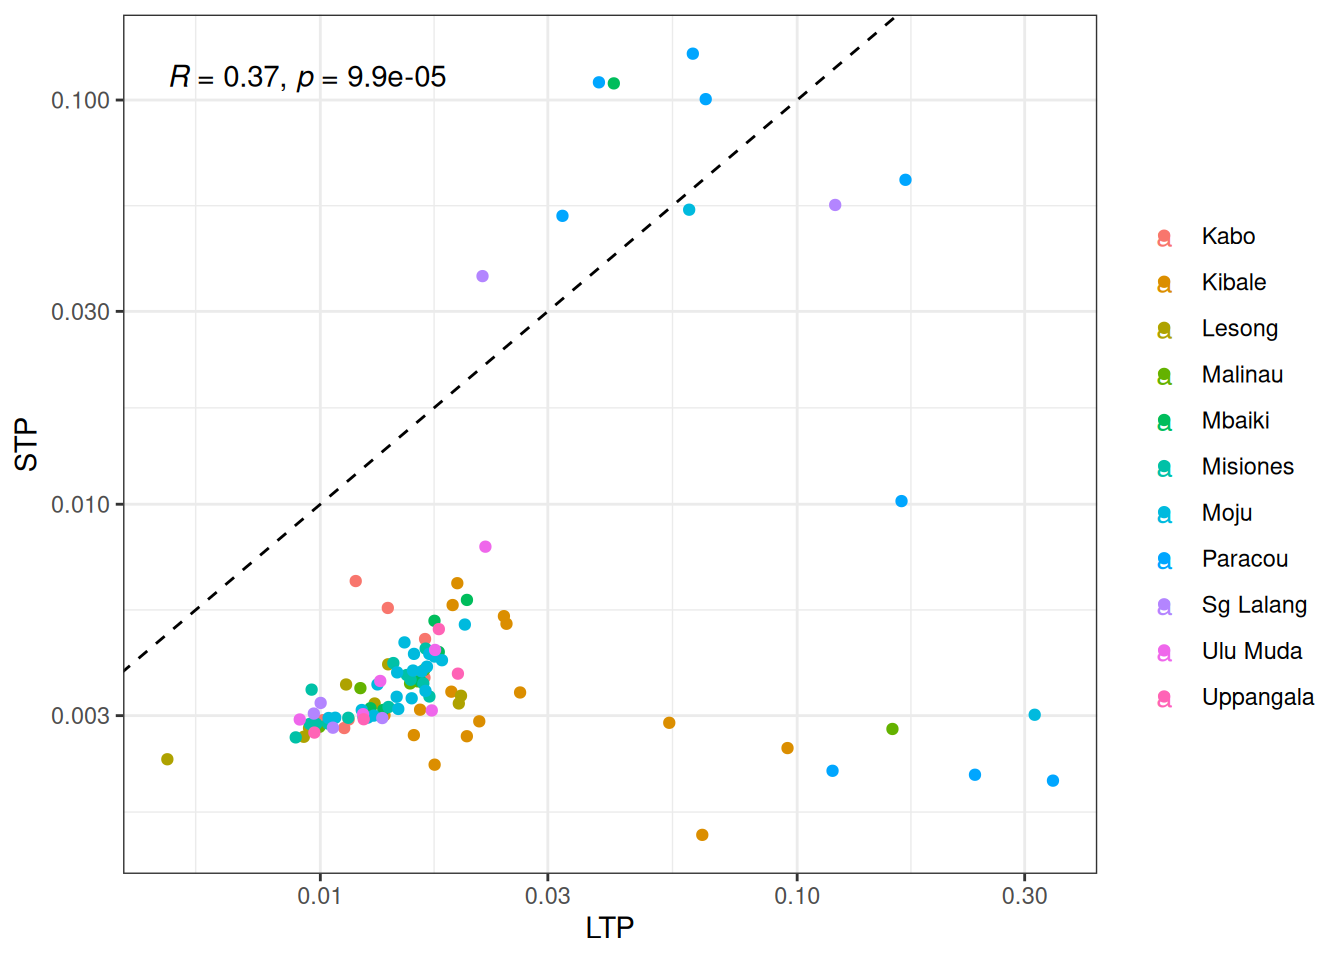 R = 0.37, p = 9.9e-05
0.100
0.030
0.010
0.003
STP
0.01
0.03
0.10
0.30
LTP
a Kabo
a Kibale
a Lesong
a Malinau
a Mbaiki
a Misiones
a Moju
a Paracou
a Sg Lalang
a Ulu Muda
a Uppangala